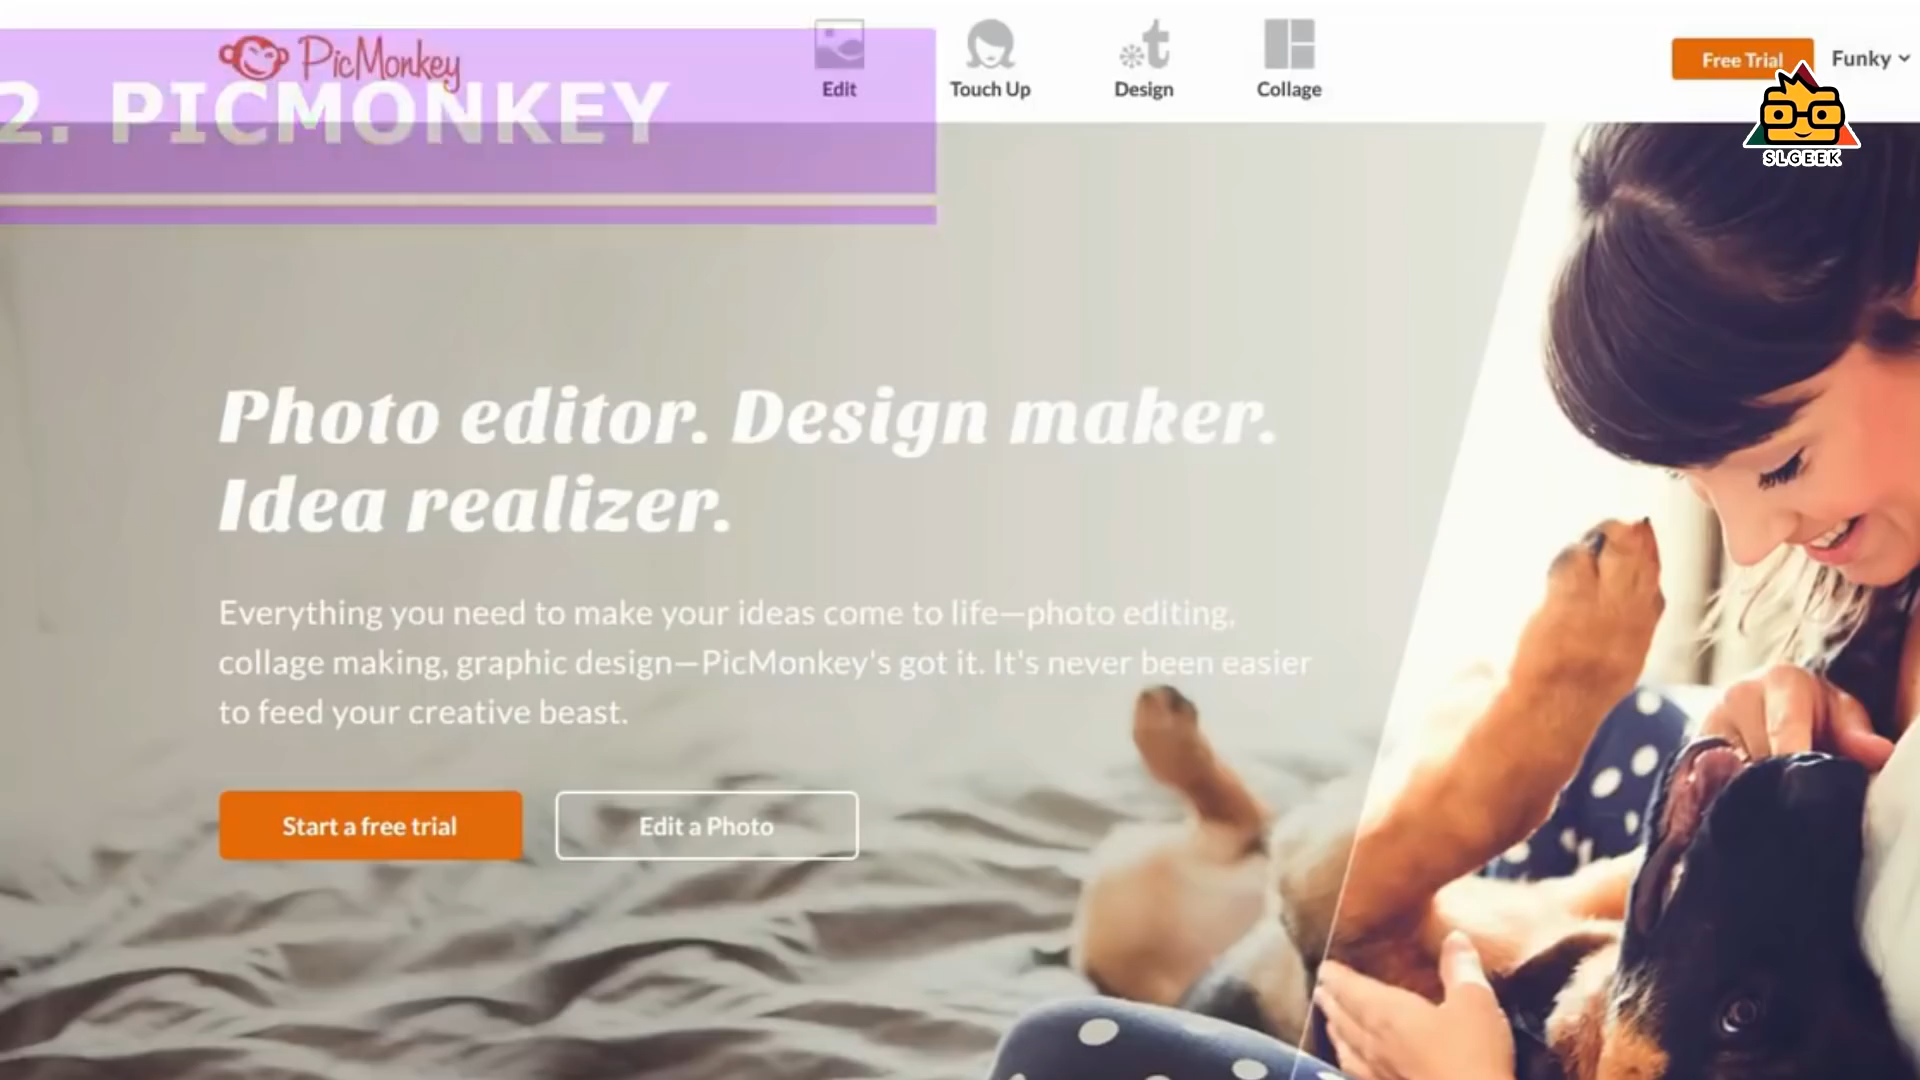 PicMonkey
2. PICMONKEY
Edit
Touch Up
Design
Collage
Free Trial
Funky
SLGEEK
Photo editor. Design maker.
Idea realizer.
Everything you need to make your ideas come to life—photo editing,
collage making, graphic design—PicMonkey's got it. It's never been easier
to feed your creative beast.
Start a free trial
Edit a Photo